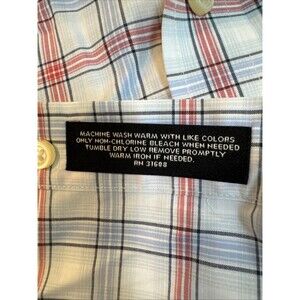 MACHINE WASH WARM WITH LIKE COLORS
ONLY NON-CHLORINE BLEACH WHEN NEEDED
TUMBLE DRY LOW REMOVE PROMPTLY
WARM IRON IF NEEDED.
RN 31608